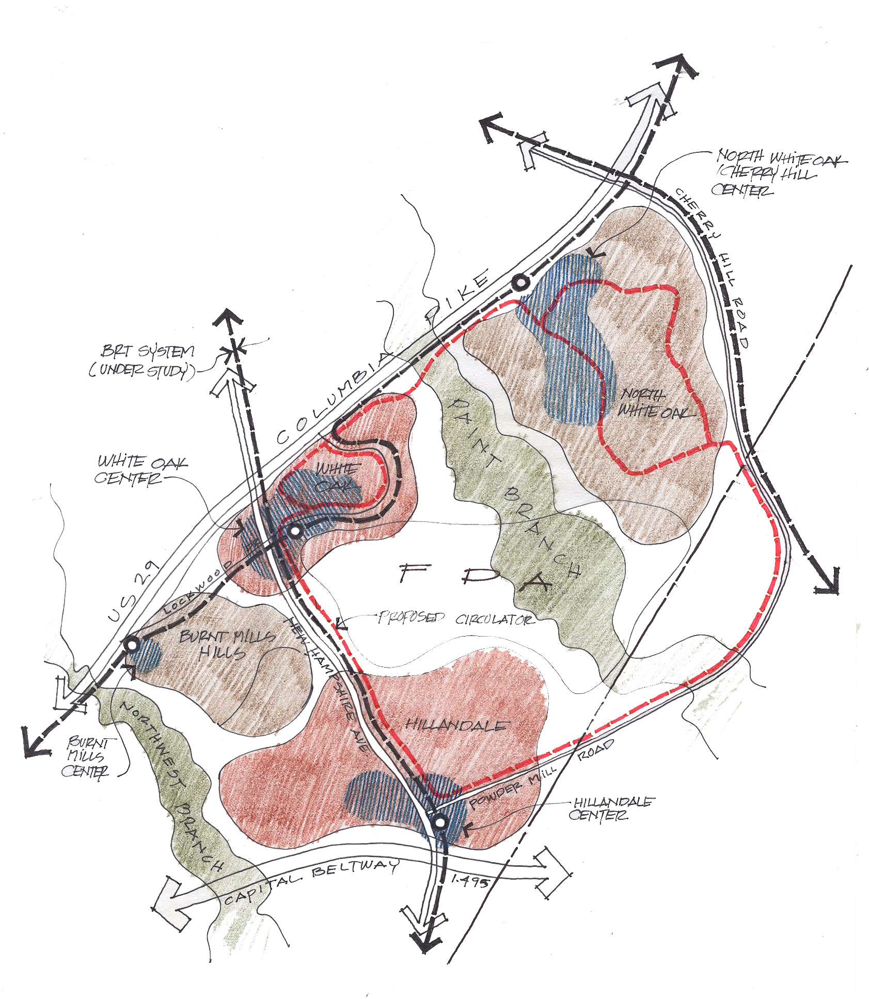 NORTH WHITE OAK
/CHERRY HILL
CENTER
CHERRY HILL ROAD
COLUMBIA PIKE
BRT SYSTEM
(UNDER STUDY)
NORTH
WHITE OAK
PAINT BRANCH
WHITE OAK
CENTER
WHITE
OAK
US 29
LOCKWOOD DR
F D A
PROPOSED CIRCULATOR
BURNT MILLS
HILLS
NEW HAMPSHIRE AVE.
HILLANDALE
NORTHWEST BRANCH
BURNT
MILLS
CENTER
POWDER MILL ROAD
HILLANDALE
CENTER
CAPITAL BELTWAY I-495